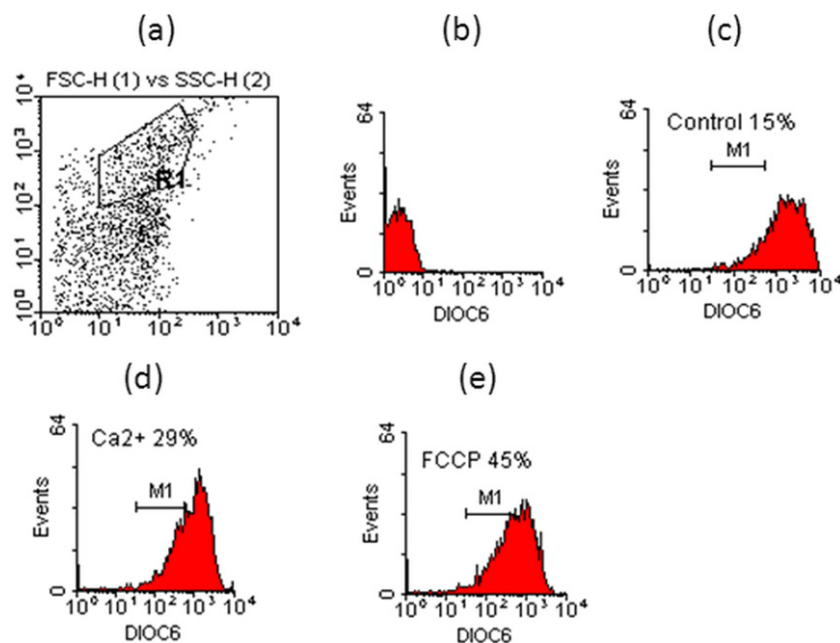 (a)
FSC-H (1) vs SSC-H (2)
10⁴
10³
10²
10¹
10⁰
R1
10⁰ 10¹ 10² 10³ 10⁴
(b)
64
Events
0
10⁰ 10¹ 10² 10³ 10⁴
DIOC6
(c)
64
Control 15%
M1
Events
0
10⁰ 10¹ 10² 10³ 10⁴
DIOC6
(d)
64
Ca2+ 29%
M1
Events
0
10⁰ 10¹ 10² 10³ 10⁴
DIOC6
(e)
64
FCCP 45%
M1
Events
0
10⁰ 10¹ 10² 10³ 10⁴
DIOC6